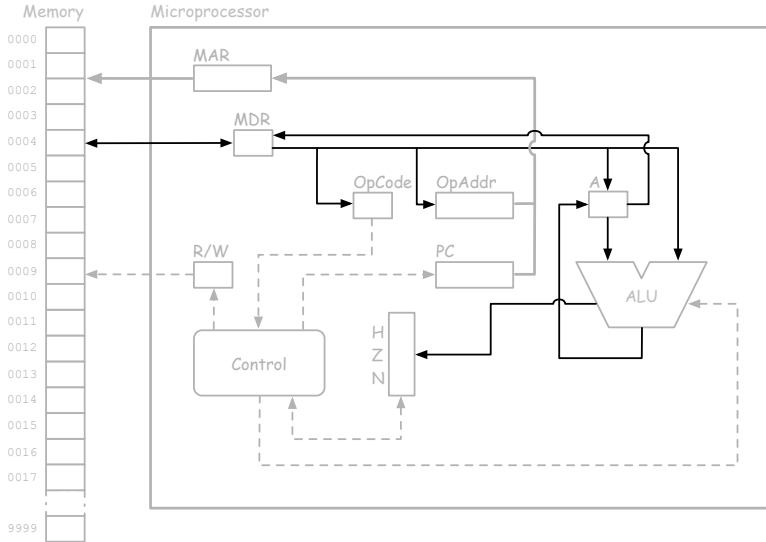 Memory
Microprocessor
0000
0001
0002
0003
0004
0005
0006
0007
0008
0009
0010
0011
0012
0013
0014
0015
0016
0017
9999
MAR
MDR
OpCode
OpAddr
A
R/W
PC
ALU
H
Z
N
Control